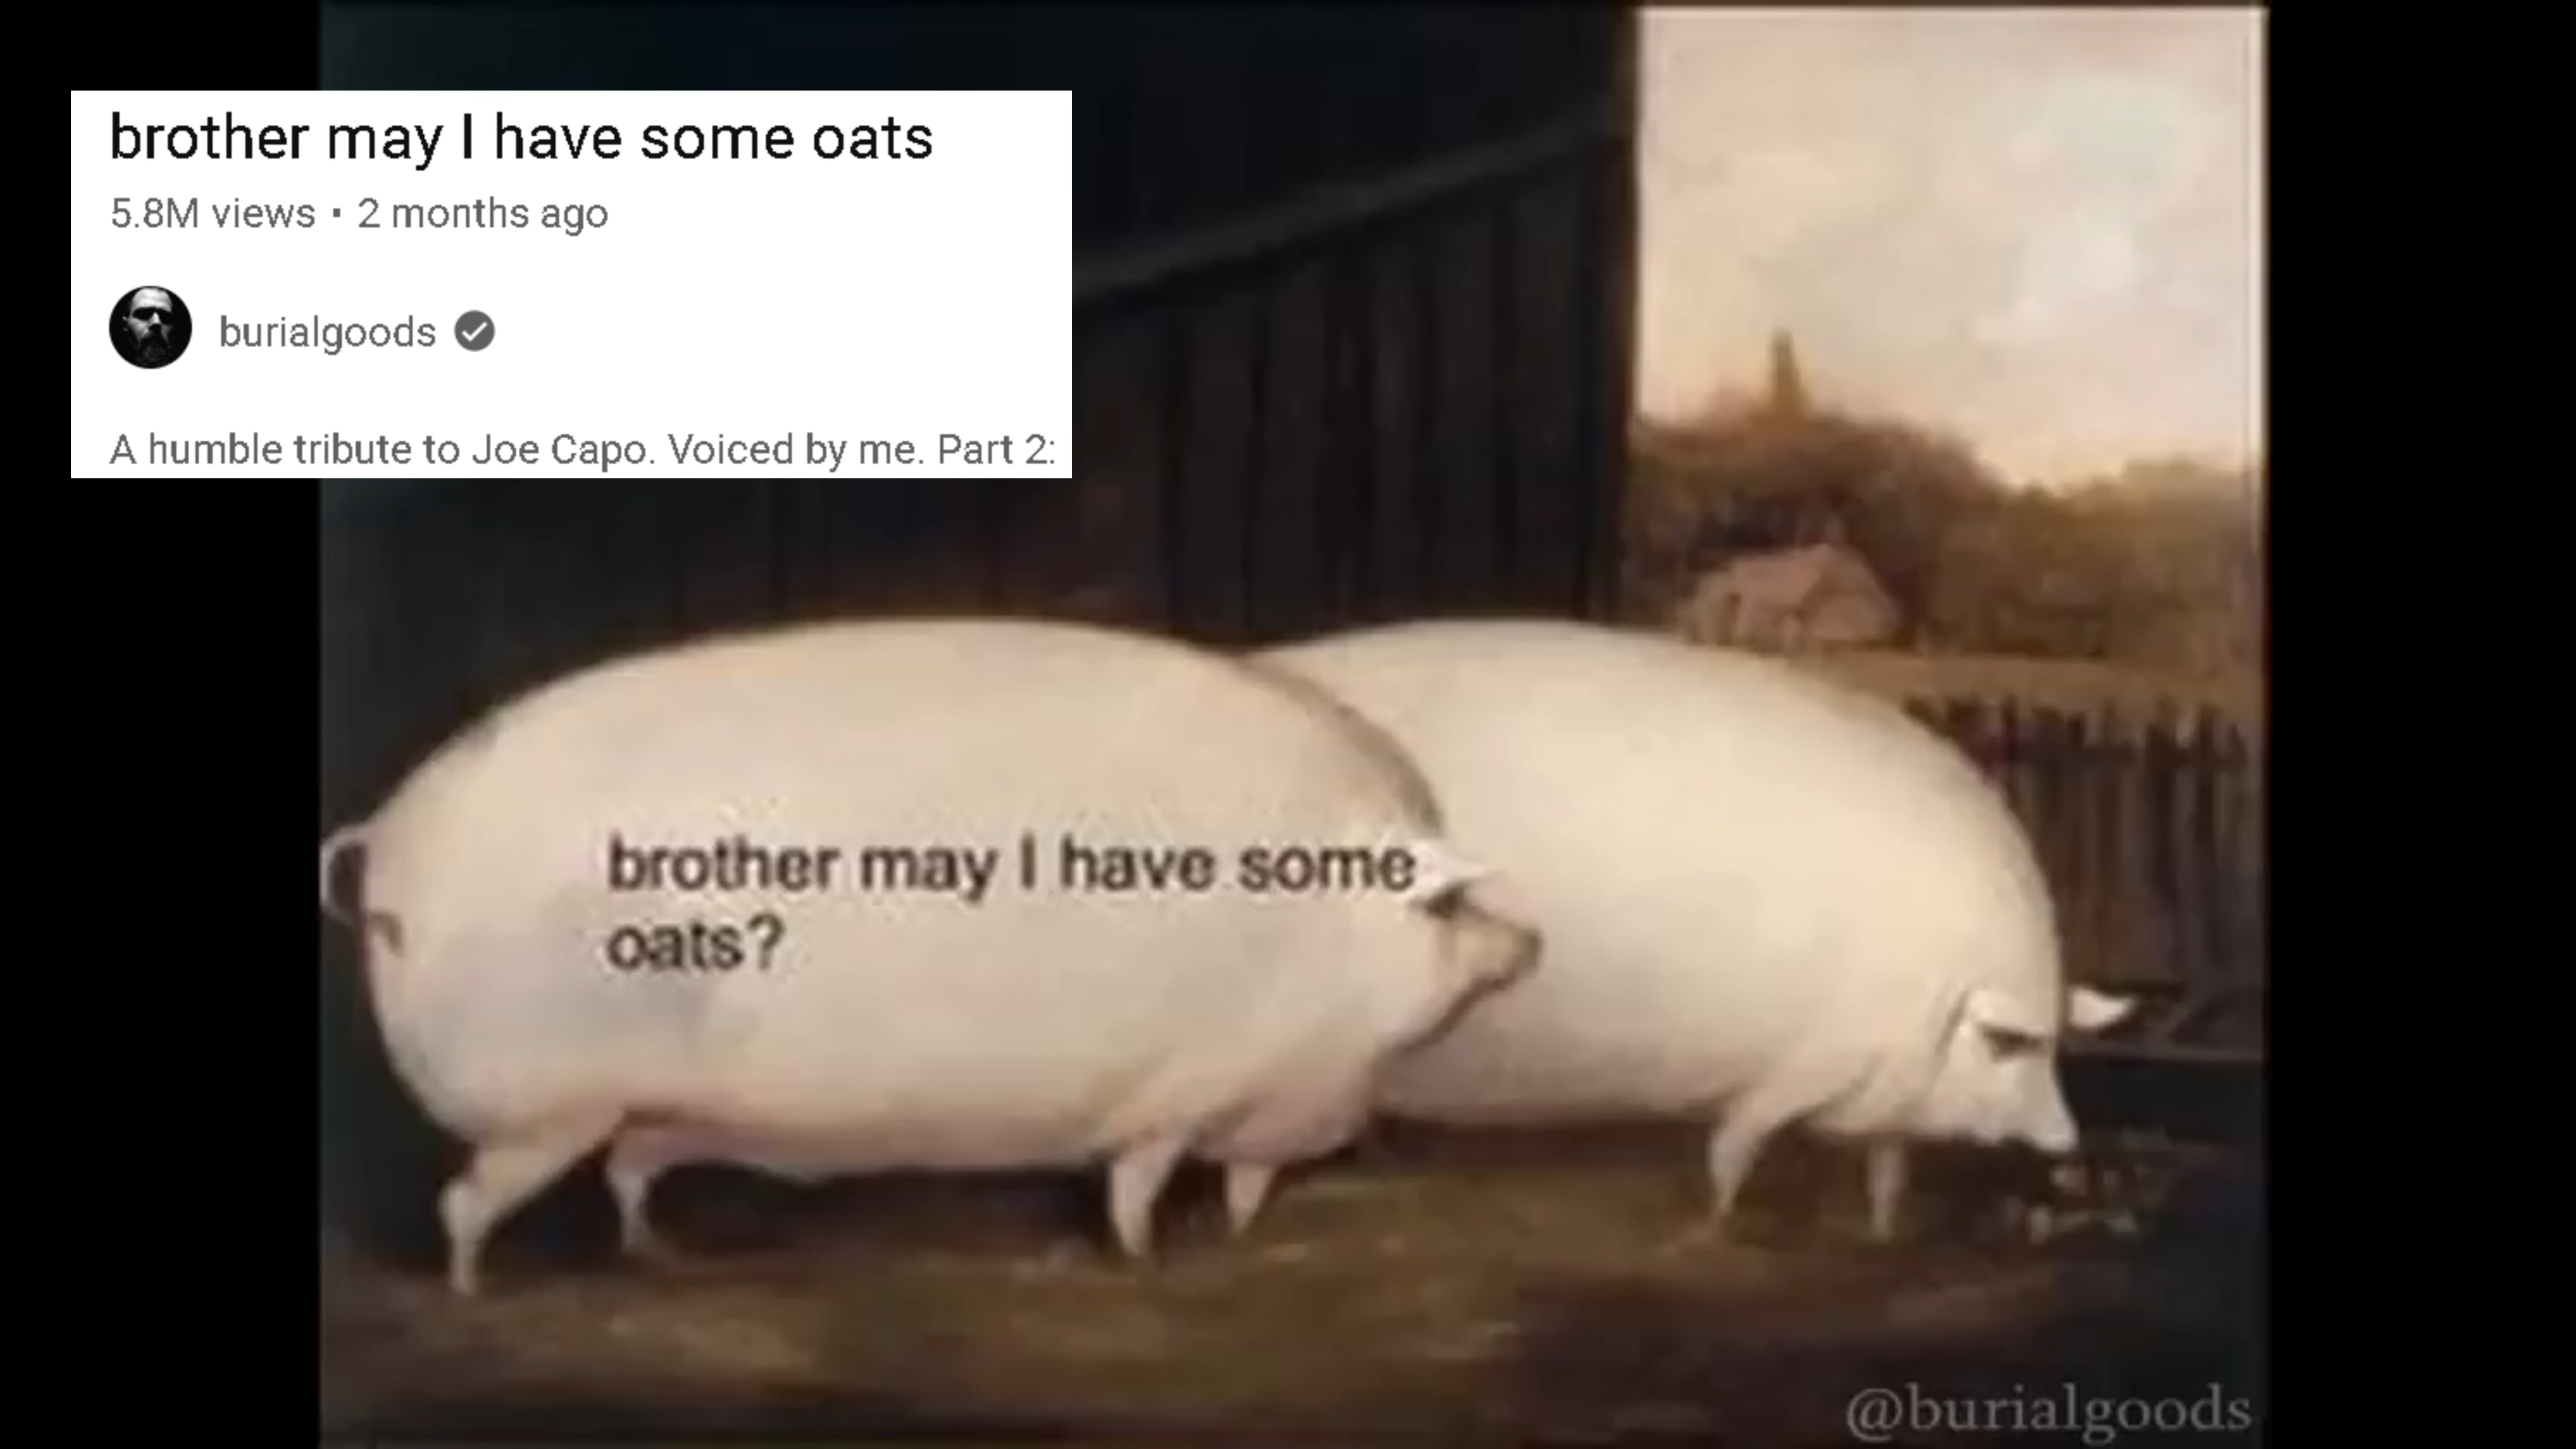 brother may I have some oats
5.8M views • 2 months ago
burialgoods
A humble tribute to Joe Capo. Voiced by me. Part 2:
brother may I have some
oats?
@burialgoods